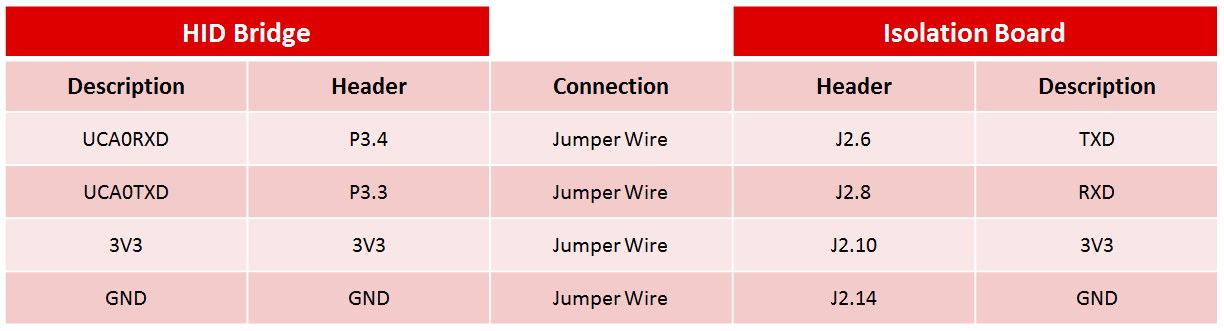 HID Bridge Isolation Board
Description Header Connection Header Description
UCA0RXD P3.4 Jumper Wire J2.6 TXD
UCA0TXD P3.3 Jumper Wire J2.8 RXD
3V3 3V3 Jumper Wire J2.10 3V3
GND GND Jumper Wire J2.14 GND